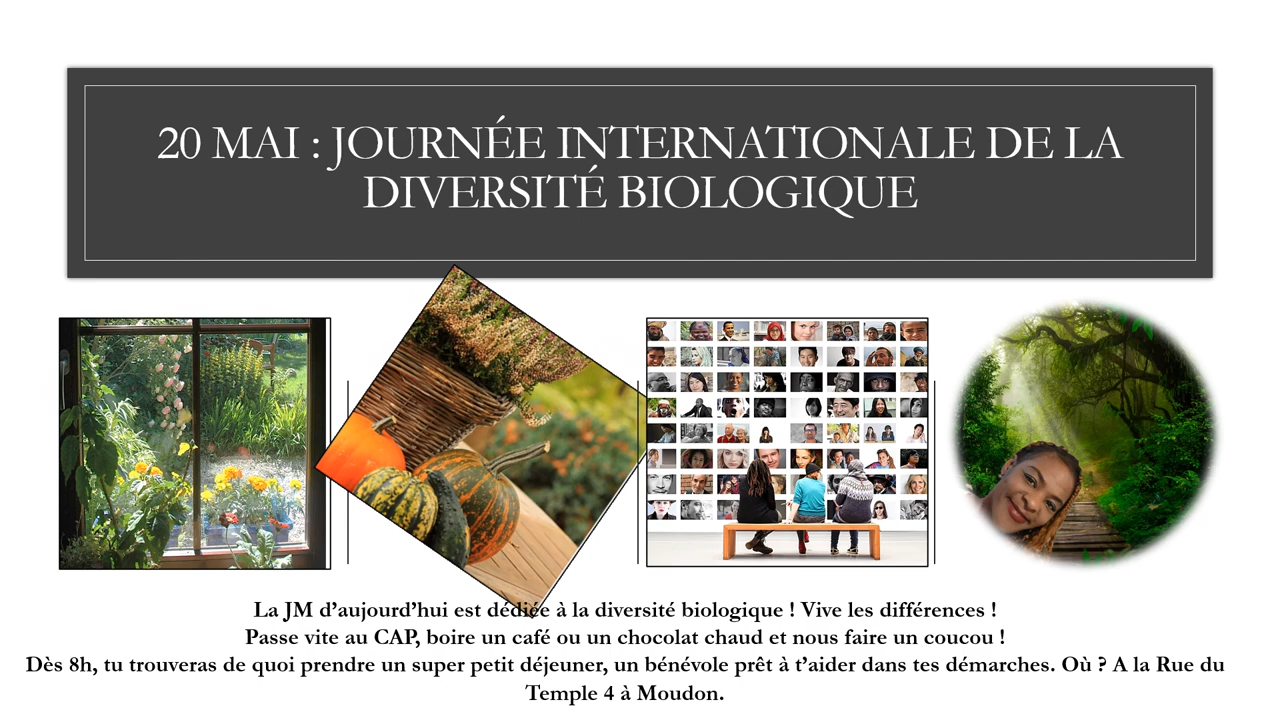 20 MAI : JOURNÉE INTERNATIONALE DE LA
DIVERSITÉ BIOLOGIQUE
La JM d’aujourd’hui est dédiée à la diversité biologique ! Vive les différences !
Passe vite au CAP, boire un café ou un chocolat chaud et nous faire un coucou !
Dès 8h, tu trouveras de quoi prendre un super petit déjeuner, un bénévole prêt à t’aider dans tes démarches. Où ? A la Rue du
Temple 4 à Moudon.